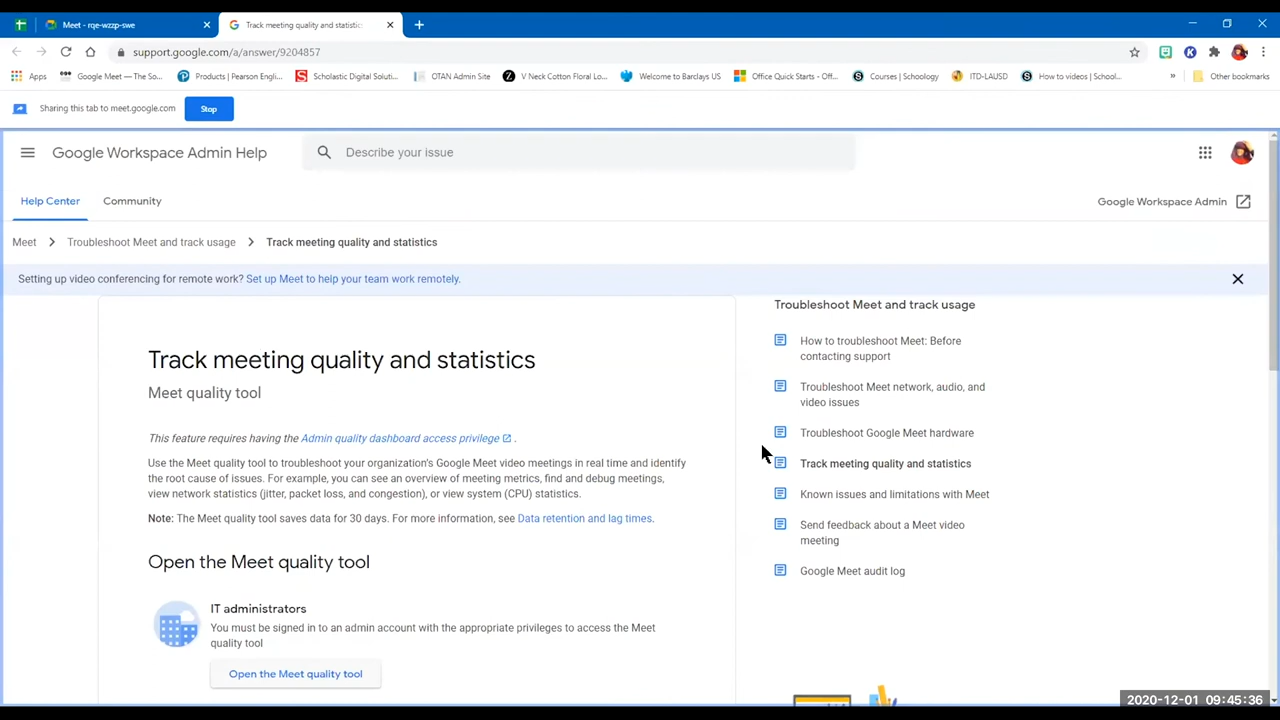 Meet - rqe-wzzp-swe
Track meeting quality and statistic
support.google.com/a/answer/9204857
Apps
Google Meet — The So...
Products | Pearson Engli...
Scholastic Digital Soluti...
OTAN Admin Site
V Neck Cotton Floral Lo...
Welcome to Barclays US
Office Quick Starts - Off...
Courses | Schoology
ITD-LAUSD
How to videos | School...
»
Other bookmarks
Sharing this tab to meet.google.com
Stop
Google Workspace Admin Help
Describe your issue
Help Center
Community
Google Workspace Admin
Meet
Troubleshoot Meet and track usage
Track meeting quality and statistics
Setting up video conferencing for remote work? Set up Meet to help your team work remotely.
Track meeting quality and statistics
Meet quality tool
This feature requires having the Admin quality dashboard access privilege .
Use the Meet quality tool to troubleshoot your organization's Google Meet video meetings in real time and identify
the root cause of issues. For example, you can see an overview of meeting metrics, find and debug meetings,
view network statistics (jitter, packet loss, and congestion), or view system (CPU) statistics.
Note: The Meet quality tool saves data for 30 days. For more information, see Data retention and lag times.
Open the Meet quality tool
IT administrators
You must be signed in to an admin account with the appropriate privileges to access the Meet
quality tool
Open the Meet quality tool
Troubleshoot Meet and track usage
How to troubleshoot Meet: Before
contacting support
Troubleshoot Meet network, audio, and
video issues
Troubleshoot Google Meet hardware
Track meeting quality and statistics
Known issues and limitations with Meet
Send feedback about a Meet video
meeting
Google Meet audit log
2020-12-01 09:45:36